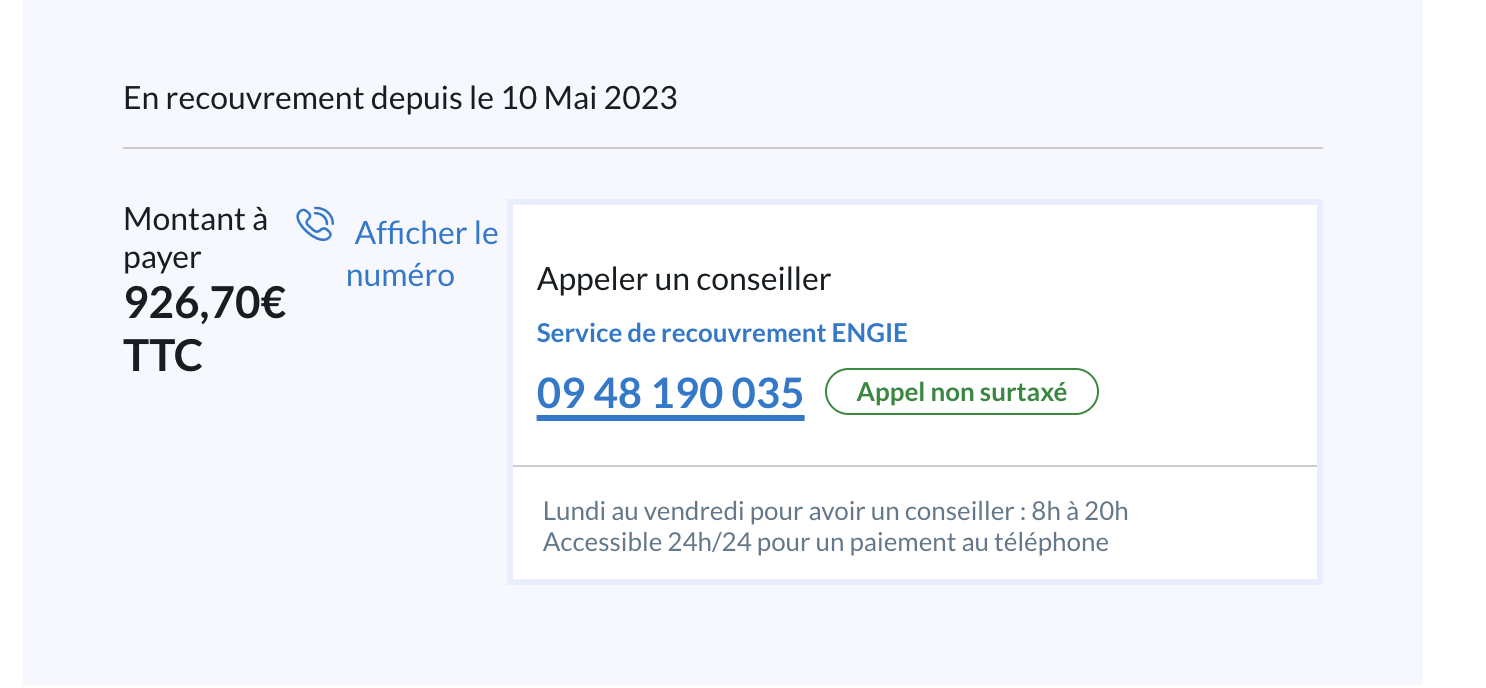 En recouvrement depuis le 10 Mai 2023
Montant à
payer
926,70€
TTC
Afficher le
numéro
Appeler un conseiller
Service de recouvrement ENGIE
09 48 190 035
Appel non surtaxé
Lundi au vendredi pour avoir un conseiller : 8h à 20h
Accessible 24h/24 pour un paiement au téléphone